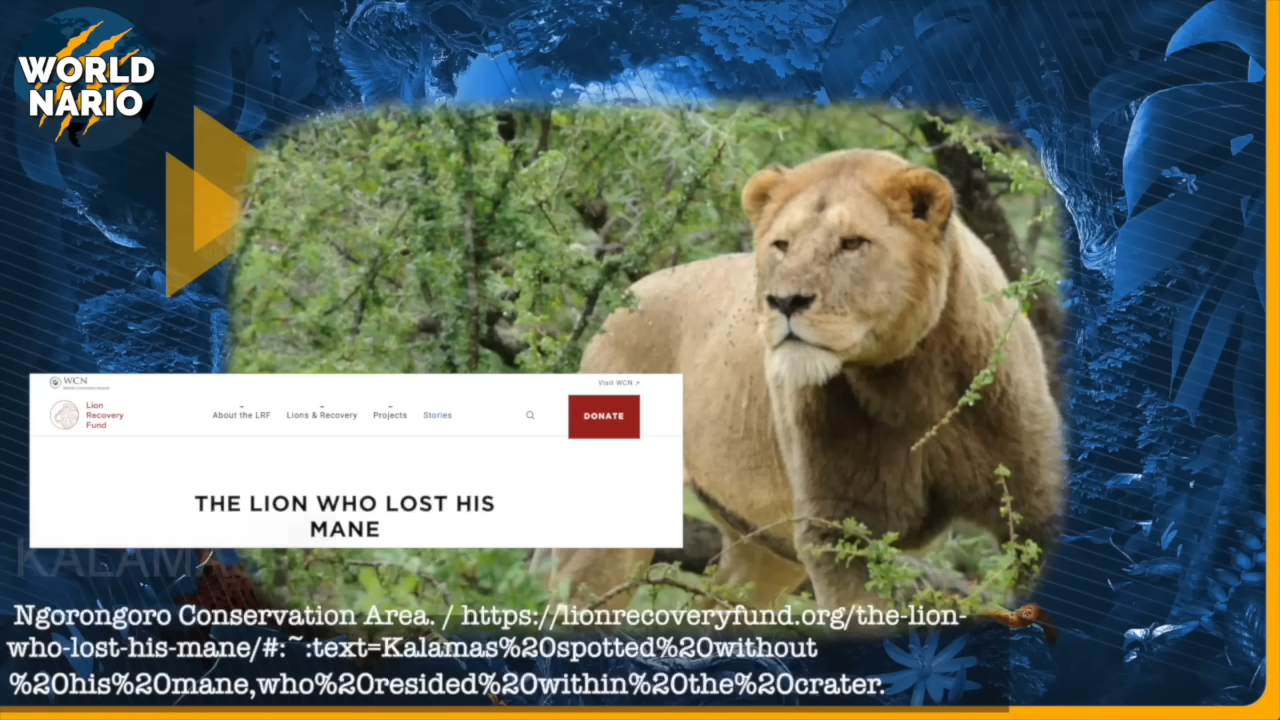 WORLD
NÁRIO
WCN
Visit WCN ↗
Lion
Recovery
Fund
About the LRF Lions & Recovery Projects Stories
DONATE
THE LION WHO LOST HIS
MANE
KALAMA
Ngorongoro Conservation Area. / https://lionrecoveryfund.org/the-lion-
who-lost-his-mane/#:~:text=Kalamas%20spotted%20without
%20his%20mane,who%20resided%20within%20the%20crater.